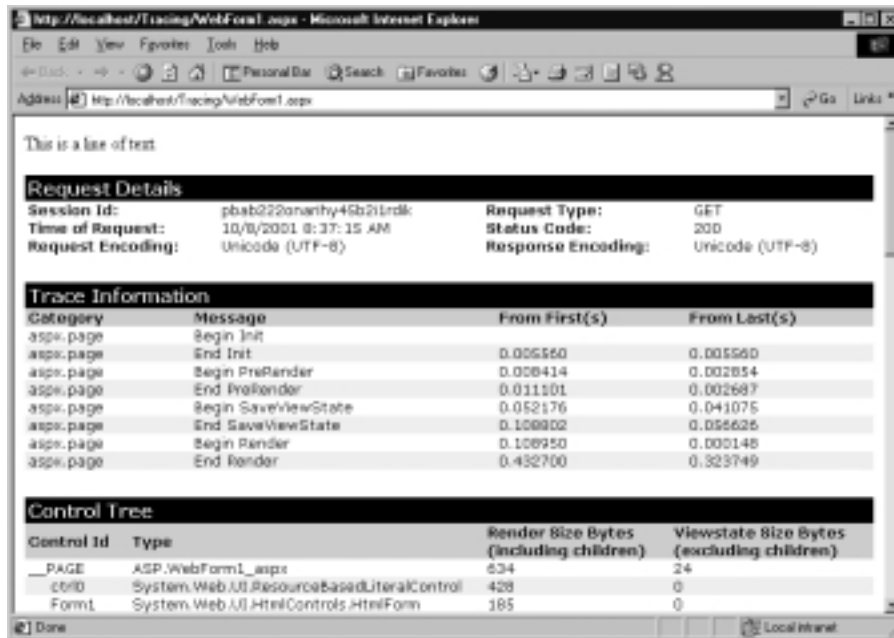 http://localhost/Tracing/WebForm1.aspx - Microsoft Internet Explorer
File Edit View Favorites Tools Help
Back Personal Bar Search Favorites
Address http://localhost/Tracing/WebForm1.aspx Go Links
This is a line of text
Request Details
Session Id: Request Type: GET
Time of Request: 10/8/2001 8:37:15 AM Status Code: 200
Request Encoding: Unicode (UTF-8) Response Encoding: Unicode (UTF-8)
Trace Information
Category Message From First(s) From Last(s)
aspx.page Begin Init
aspx.page End Init 0.005560 0.005560
aspx.page Begin PreRender 0.008414 0.002854
aspx.page End PreRender 0.011101 0.002687
aspx.page Begin SaveViewState 0.052176 0.041075
aspx.page End SaveViewState 0.108802 0.056626
aspx.page Begin Render 0.108950 0.000148
aspx.page End Render 0.432700 0.323749
Control Tree
Control Id Type Render Size Bytes (including children) Viewstate Size Bytes (excluding children)
__PAGE ASP.WebForm1_aspx 634 24
ctrl0 System.Web.UI.ResourceBasedLiteralControl 428 0
Form1 System.Web.UI.HtmlControls.HtmlForm 185 0
Done Local intranet